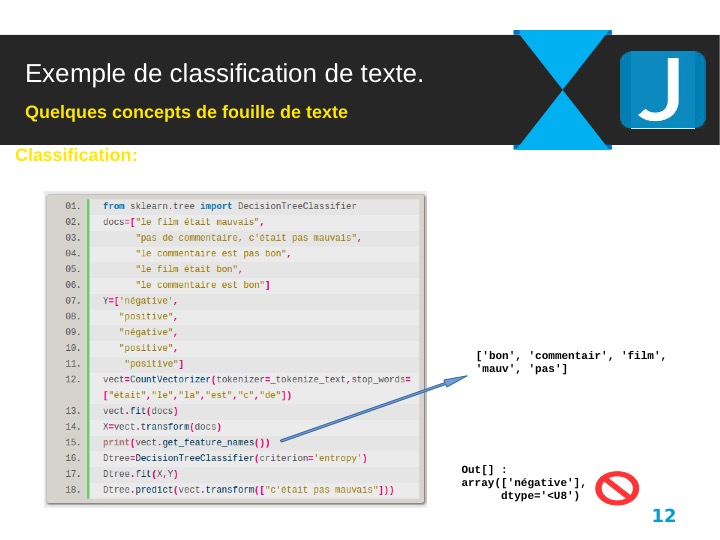 Exemple de classification de texte.
Quelques concepts de fouille de texte
J
Classification:
01. from sklearn.tree import DecisionTreeClassifier
02. docs=["le film était mauvais",
03. "pas de commentaire, c'était pas mauvais",
04. "le commentaire est pas bon",
05. "le film était bon",
06. "le commentaire est bon"]
07. Y=['négative',
08. "positive",
09. "négative",
10. "positive",
11. "positive"]
12. vect=CountVectorizer(tokenizer=_tokenize_text,stop_words=
["était","le","la","est","c","de"])
13. vect.fit(docs)
14. X=vect.transform(docs)
15. print(vect.get_feature_names())
16. Dtree=DecisionTreeClassifier(criterion='entropy')
17. Dtree.fit(X,Y)
18. Dtree.predict(vect.transform(["c'était pas mauvais"]))
['bon', 'commentair', 'film',
'mauv', 'pas']
Out[] :
array(['négative'],
dtype='<U8')
12